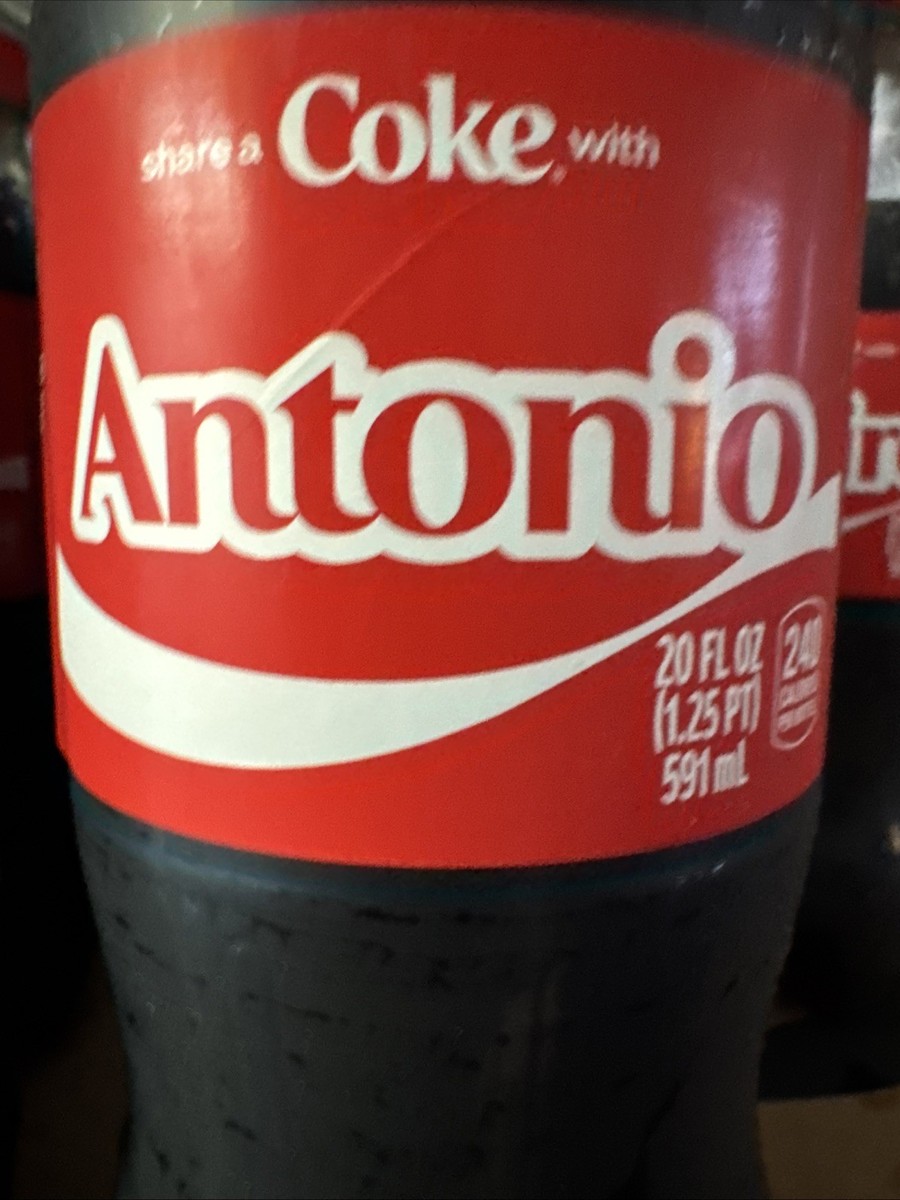 share a Coke with
Antonio
20 FL OZ
(1.25 PT)
591 mL
240